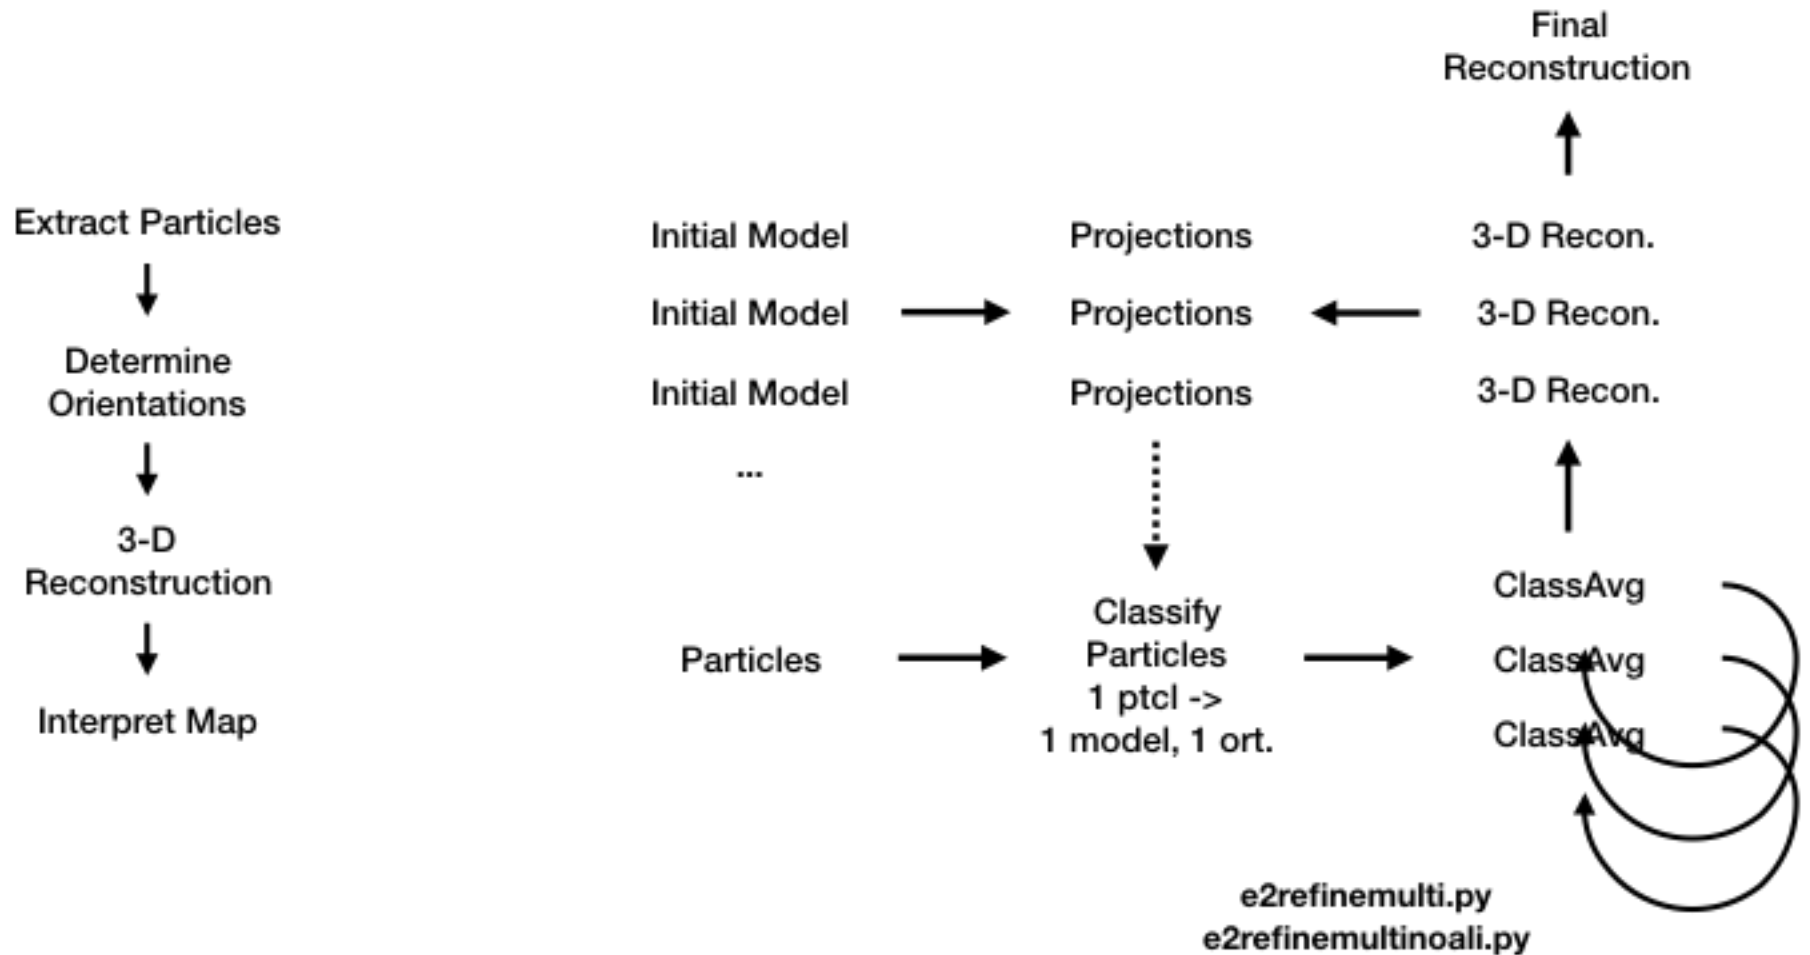 Final
Reconstruction
Extract Particles
Determine
Orientations
3-D
Reconstruction
Interpret Map
Initial Model
Initial Model
Initial Model
...
Particles
Projections
Projections
Projections
Classify
Particles
1 ptcl ->
1 model, 1 ort.
3-D Recon.
3-D Recon.
3-D Recon.
ClassAvg
ClassAvg
ClassAvg
e2refinemulti.py
e2refinemultinoali.py